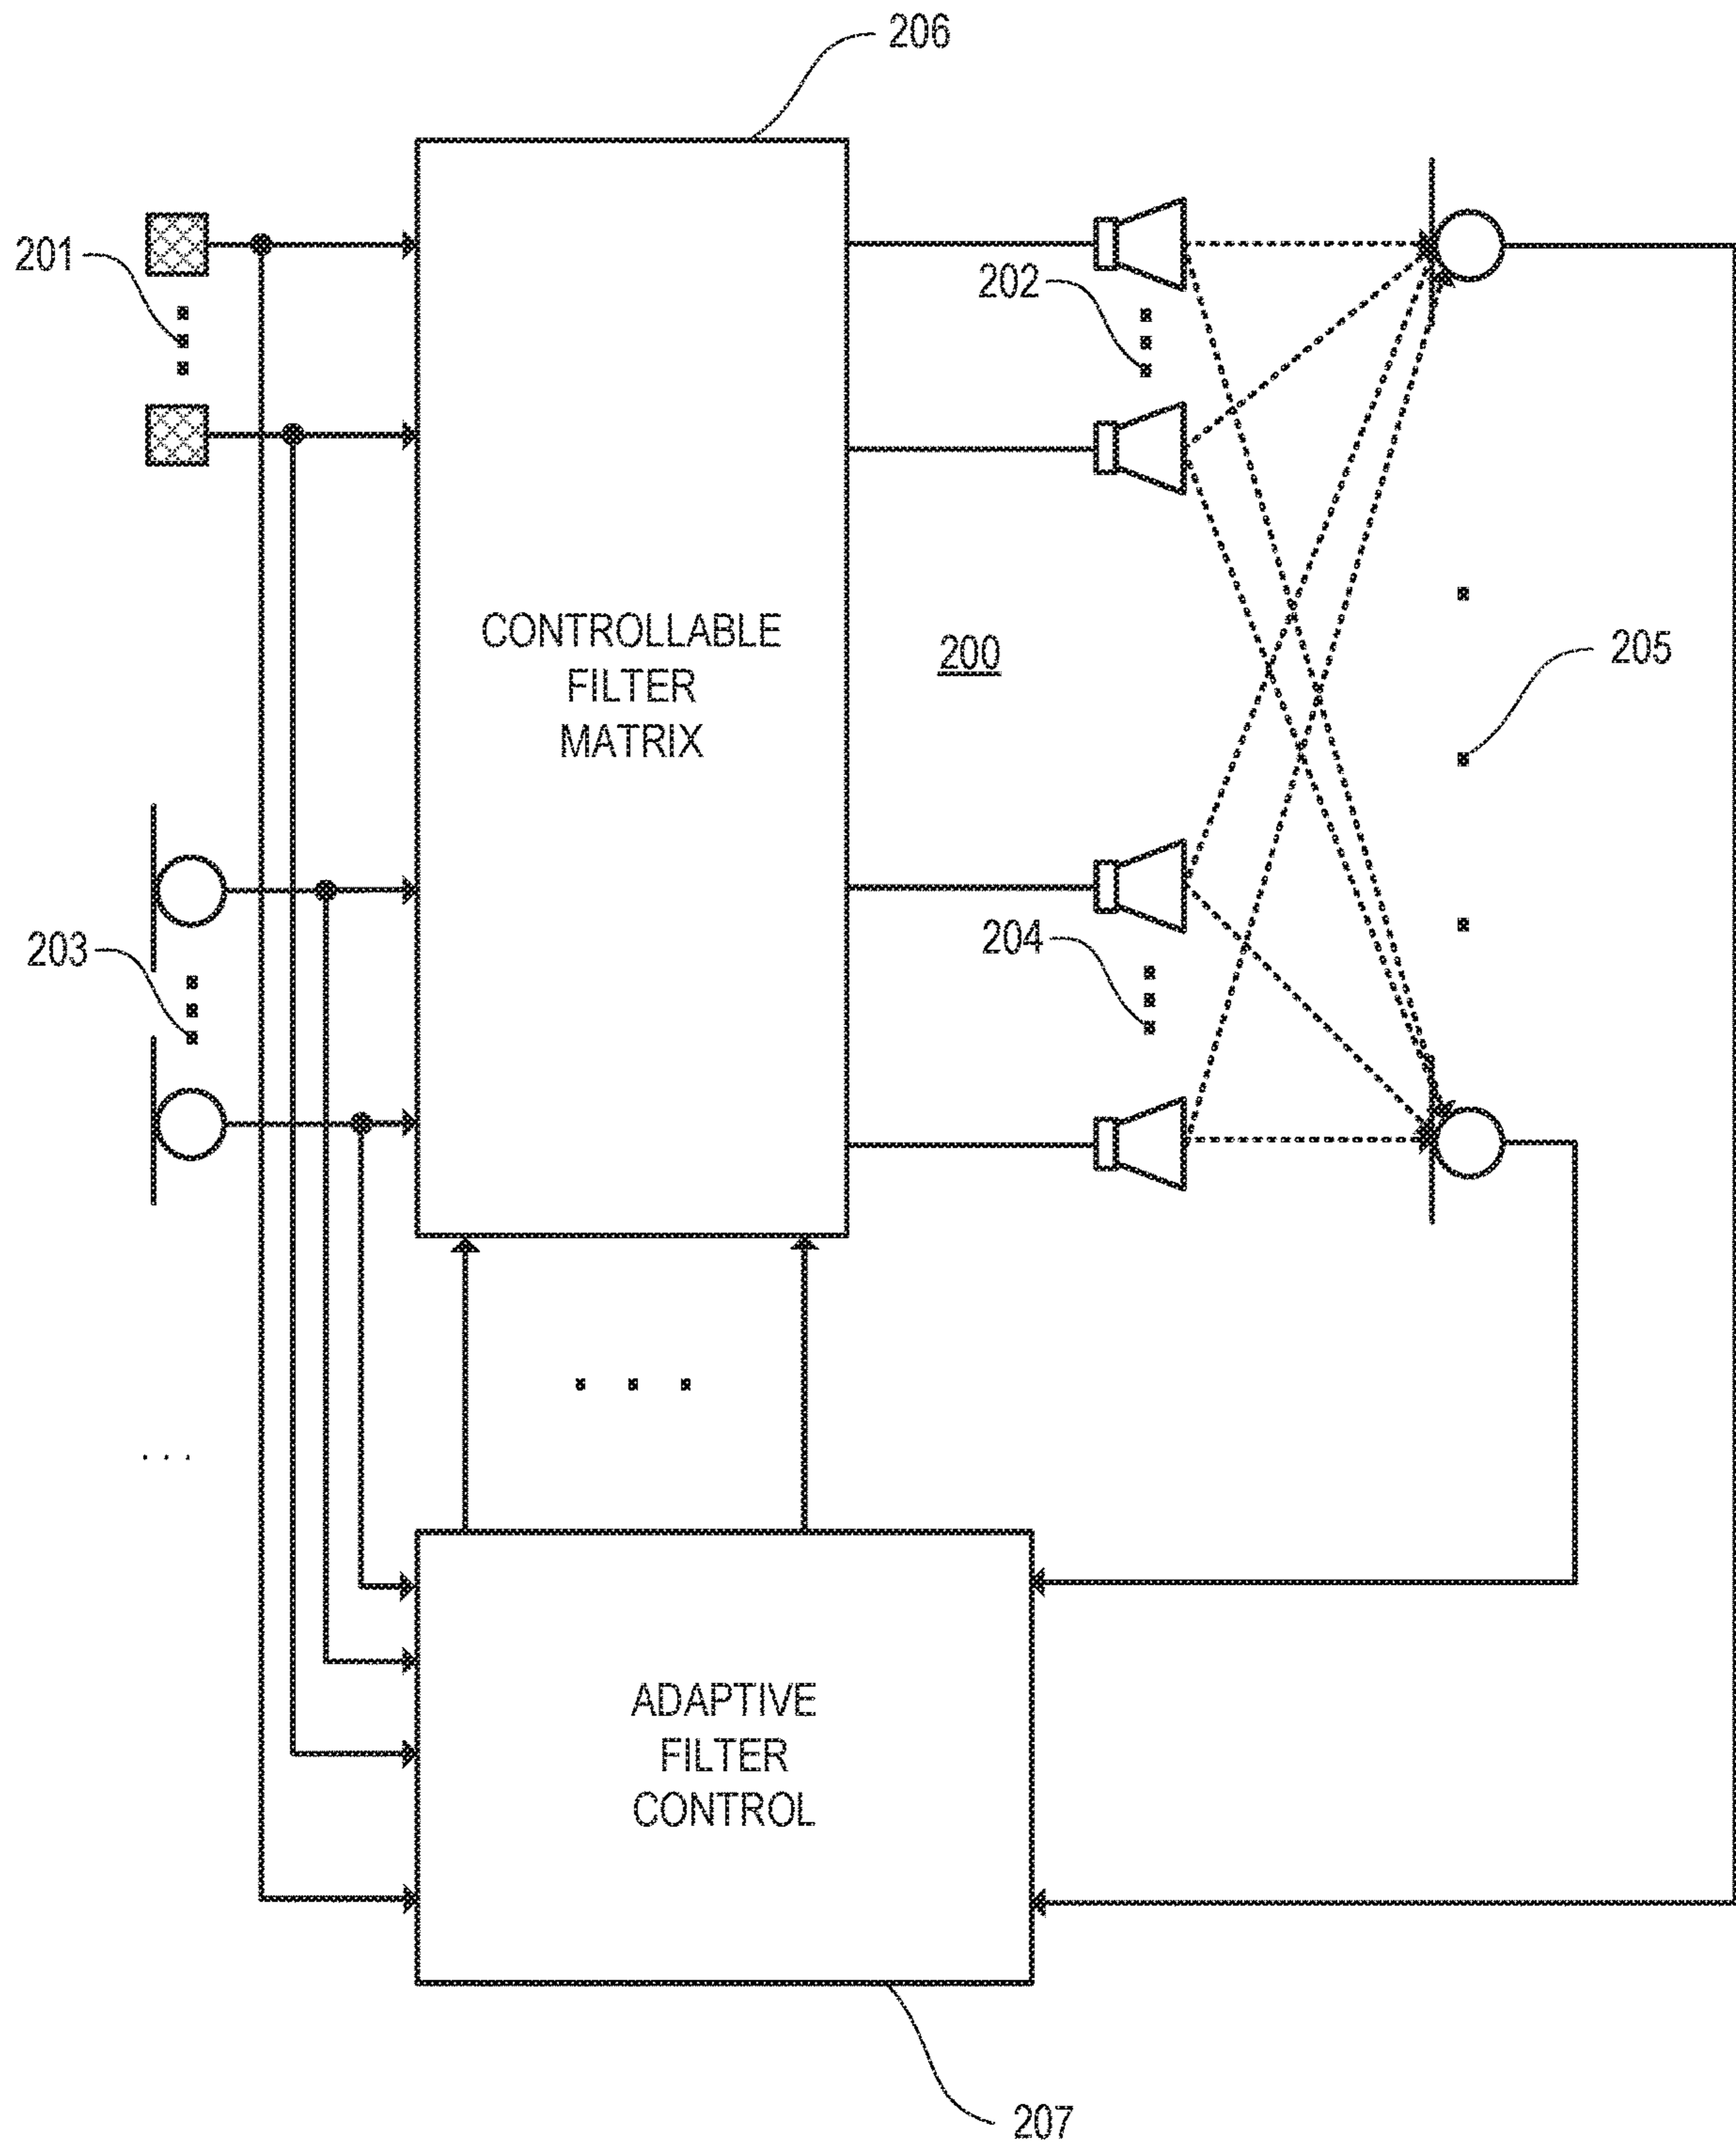 206
201
202
CONTROLLABLE
FILTER
MATRIX
200
205
203
204
. . .
ADAPTIVE
FILTER
CONTROL
207